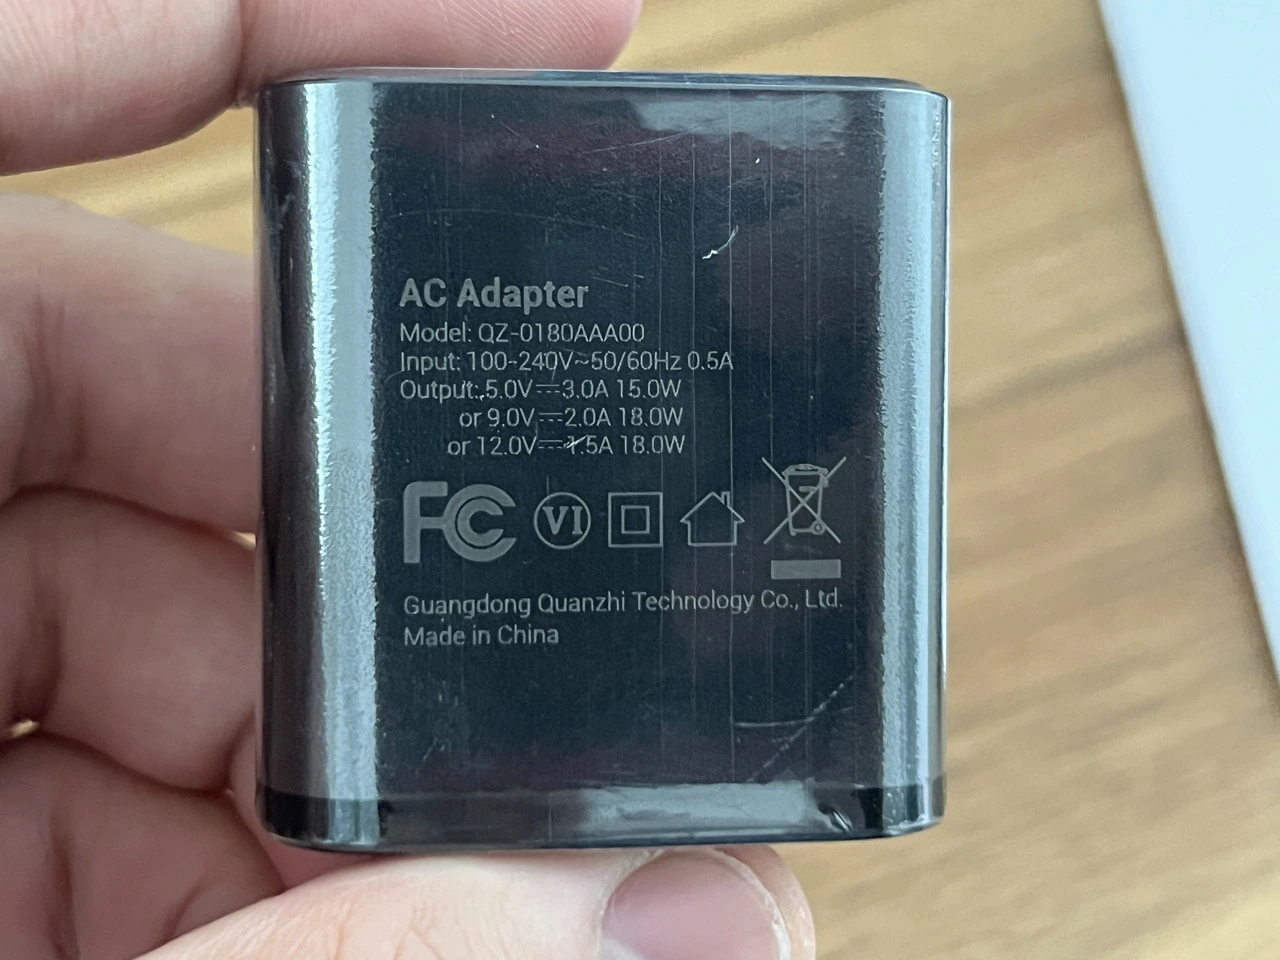 AC Adapter
Model: QZ-0180AAA00
Input: 100-240V~50/60Hz 0.5A
Output: 5.0V⎓3.0A 15.0W
or 9.0V⎓2.0A 18.0W
or 12.0V⎓1.5A 18.0W
FC VI
Guangdong Quanzhi Technology Co., Ltd.
Made in China